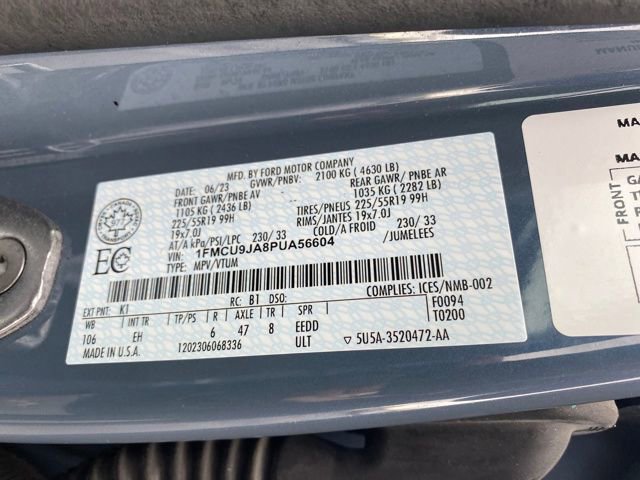 MFD. BY FORD MOTOR COMPANY
DATE: 06/23 GVWR/PNBV: 2100 KG ( 4630 LB)
FRONT GAWR/PNBE AV REAR GAWR/ PNBE AR
1105 KG ( 2436 LB) 1035 KG ( 2282 LB)
225/55R19 99H TIRES/PNEUS 225/55R19 99H
19x7.0J RIMS/JANTES 19x7.0J
AT/A kPa/PSI/LPC 230/ 33 COLD/A FROID 230/ 33
VIN: 1FMCU9JA8PUA56604 /JUMELEES
TYPE: MPV/VTUM
EC
COMPLIES: ICES/NMB-002
EXT PNT: K1 RC: B1 DSO: F0094
WB INT TR TP/PS R AXLE TR SPR T0200
106 EH 6 47 8 EEDD
MADE IN U.S.A. 1202306068336 ULT ▽ 5U5A-3520472-AA
MA
MA
FRONT